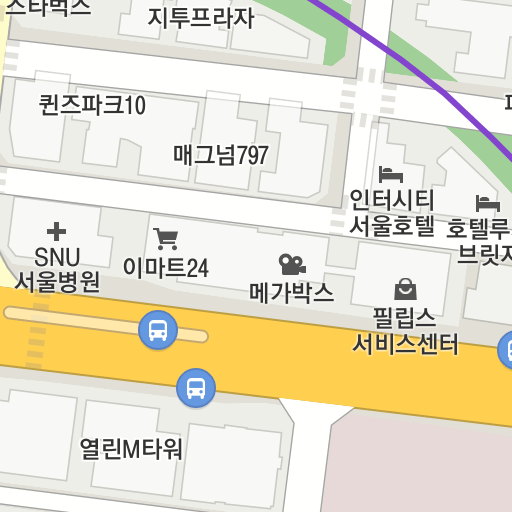 스타벅스
지투프라자
퀸즈파크10
매그넘797
인터시티
서울호텔
호텔루
브릿지
SNU
서울병원
이마트24
메가박스
필립스
서비스센터
열린M타워